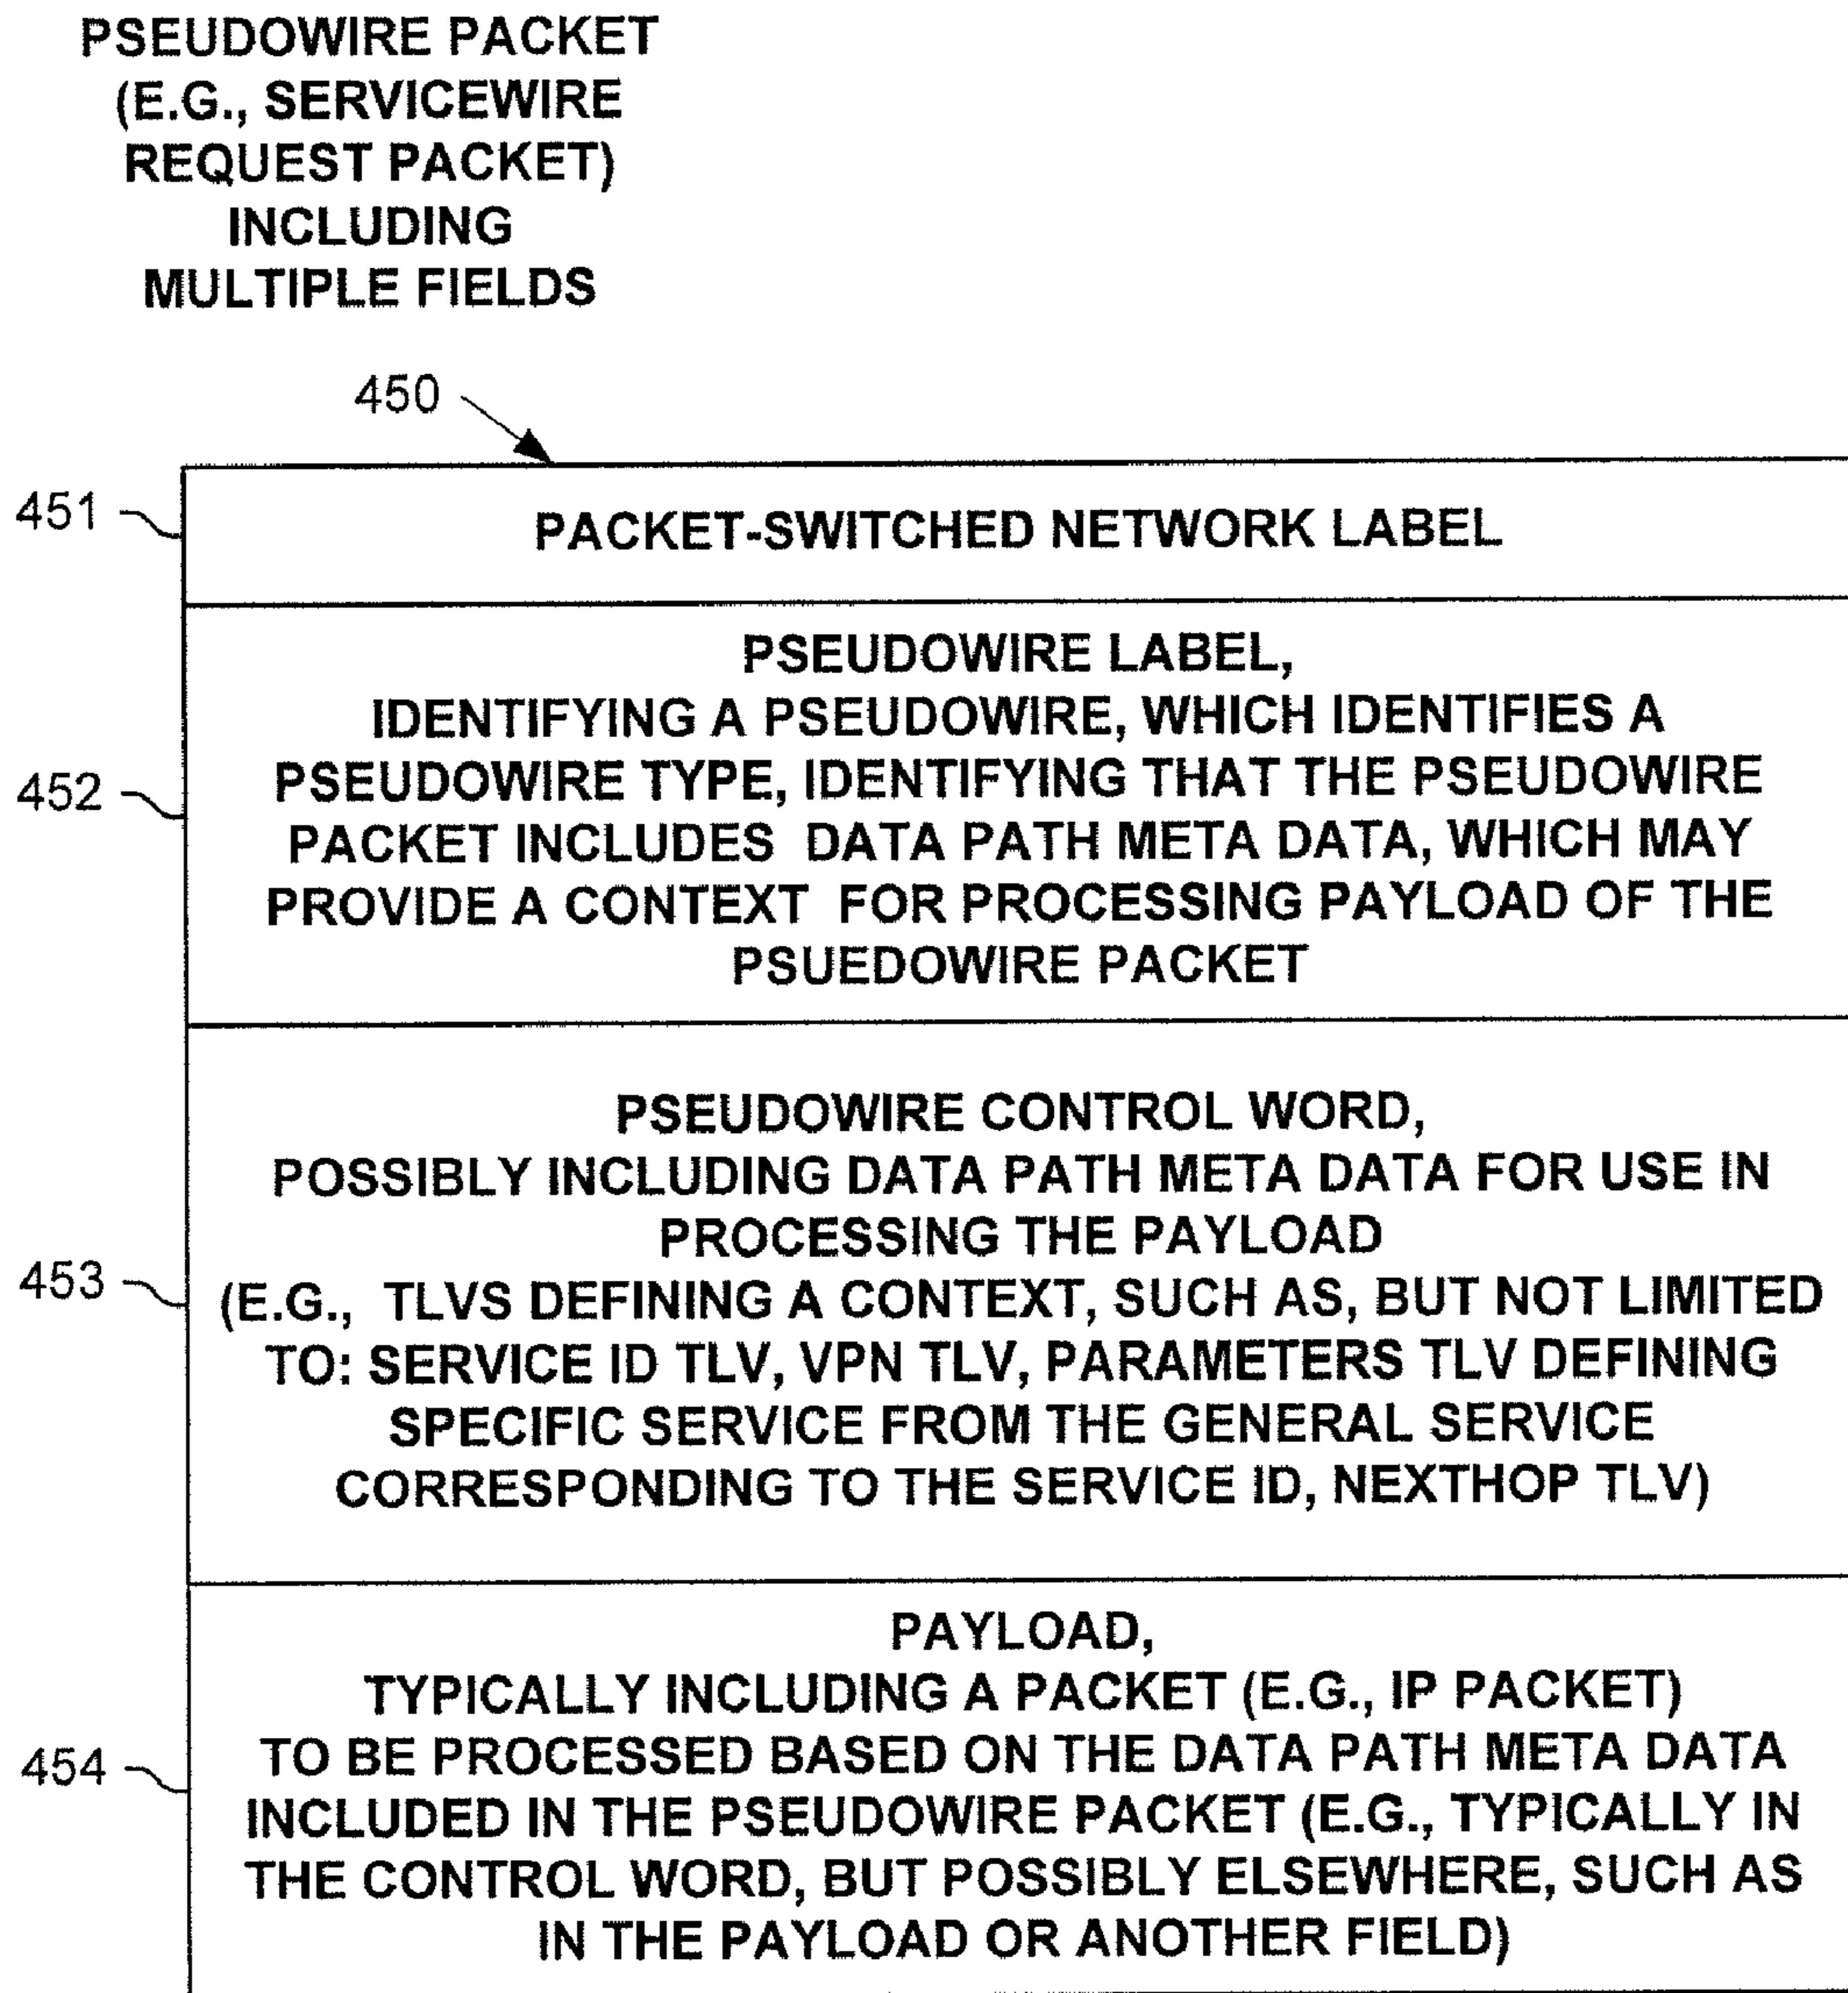 PSEUDOWIRE PACKET
(E.G., SERVICEWIRE
REQUEST PACKET)
INCLUDING
MULTIPLE FIELDS
450
451
PACKET-SWITCHED NETWORK LABEL
PSEUDOWIRE LABEL,
IDENTIFYING A PSEUDOWIRE, WHICH IDENTIFIES A
452
PSEUDOWIRE TYPE, IDENTIFYING THAT THE PSEUDOWIRE
PACKET INCLUDES DATA PATH META DATA, WHICH MAY
PROVIDE A CONTEXT FOR PROCESSING PAYLOAD OF THE
PSUEDOWIRE PACKET
PSEUDOWIRE CONTROL WORD,
POSSIBLY INCLUDING DATA PATH META DATA FOR USE IN
PROCESSING THE PAYLOAD
453
(E.G., TLVS DEFINING A CONTEXT, SUCH AS, BUT NOT LIMITED
TO: SERVICE ID TLV, VPN TLV, PARAMETERS TLV DEFINING
SPECIFIC SERVICE FROM THE GENERAL SERVICE
CORRESPONDING TO THE SERVICE ID, NEXTHOP TLV)
PAYLOAD,
TYPICALLY INCLUDING A PACKET (E.G., IP PACKET)
454
TO BE PROCESSED BASED ON THE DATA PATH META DATA
INCLUDED IN THE PSEUDOWIRE PACKET (E.G., TYPICALLY IN
THE CONTROL WORD, BUT POSSIBLY ELSEWHERE, SUCH AS
IN THE PAYLOAD OR ANOTHER FIELD)